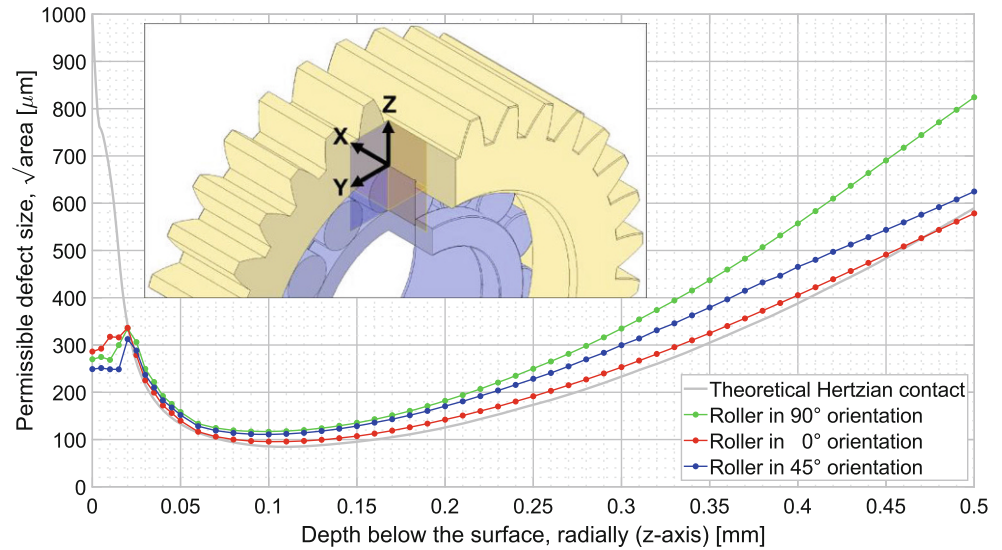 Permissible defect size, √area [μm]
1000
900
800
700
600
500
400
300
200
100
0
Z
X
Y
Theoretical Hertzian contact
Roller in 90° orientation
Roller in 0° orientation
Roller in 45° orientation
0 0.05 0.1 0.15 0.2 0.25 0.3 0.35 0.4 0.45 0.5
Depth below the surface, radially (z-axis) [mm]